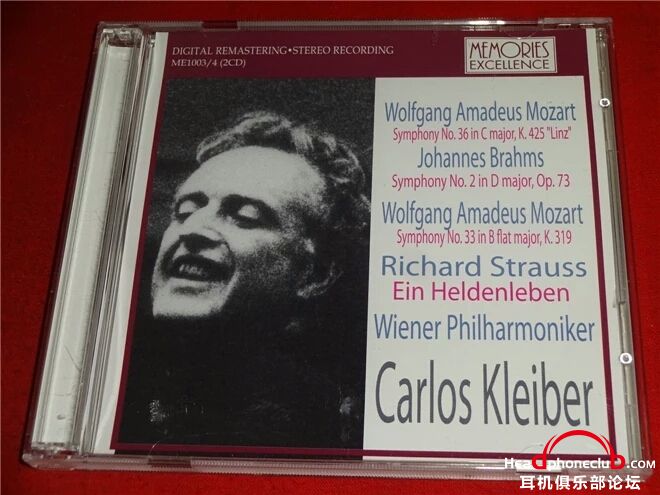 DIGITAL REMASTERING•STEREO RECORDING
ME1003/4 (2CD)
MEMORIES
EXCELLENCE
Wolfgang Amadeus Mozart
Symphony No. 36 in C major, K. 425 "Linz"
Johannes Brahms
Symphony No. 2 in D major, Op. 73
Wolfgang Amadeus Mozart
Symphony No. 33 in B flat major, K. 319
Richard Strauss
Ein Heldenleben
Wiener Philharmoniker
Carlos Kleiber
Headphoneclub.com
耳机俱乐部论坛